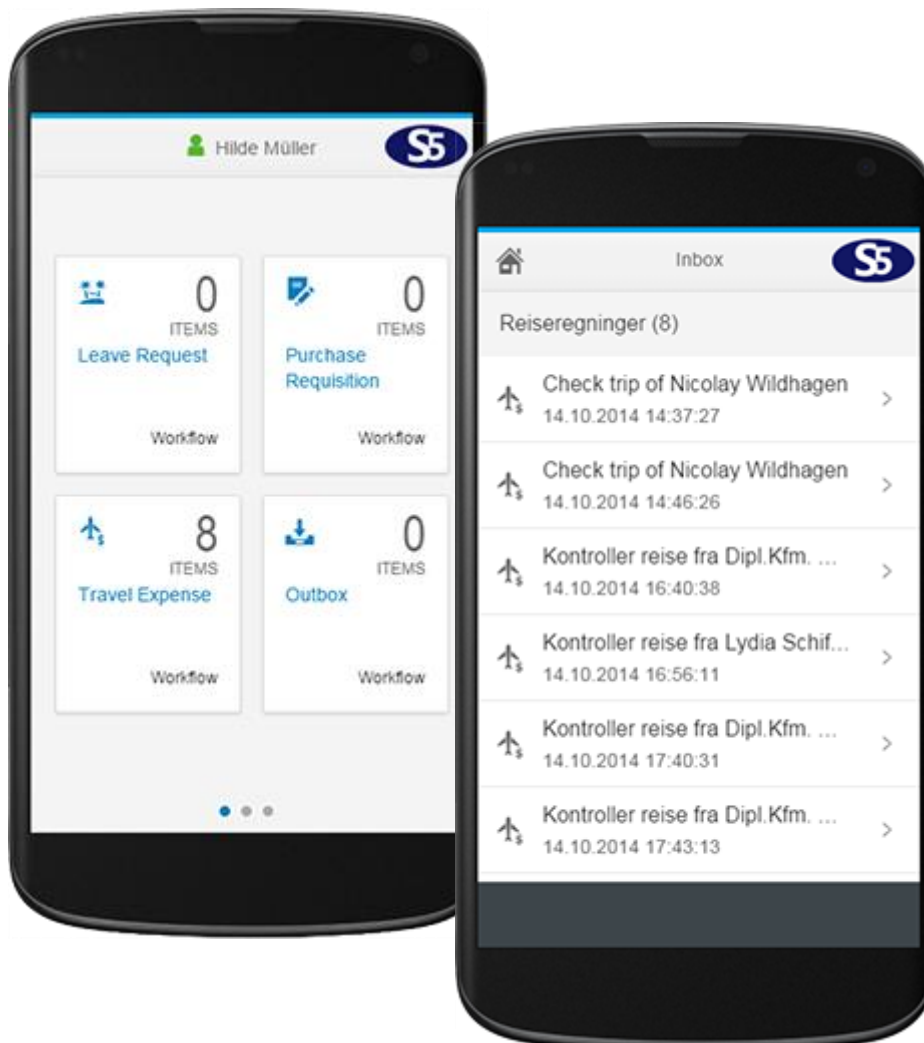 Hilde Müller
S5
0
ITEMS
Leave Request
Workflow
0
ITEMS
Purchase
Requisition
Workflow
8
ITEMS
Travel Expense
Workflow
0
ITEMS
Outbox
Workflow
Inbox
S5
Reiseregninger (8)
Check trip of Nicolay Wildhagen
14.10.2014 14:37:27
Check trip of Nicolay Wildhagen
14.10.2014 14:46:26
Kontroller reise fra Dipl.Kfm. ...
14.10.2014 16:40:38
Kontroller reise fra Lydia Schif...
14.10.2014 16:56:11
Kontroller reise fra Dipl.Kfm. ...
14.10.2014 17:40:31
Kontroller reise fra Dipl.Kfm. ...
14.10.2014 17:43:13